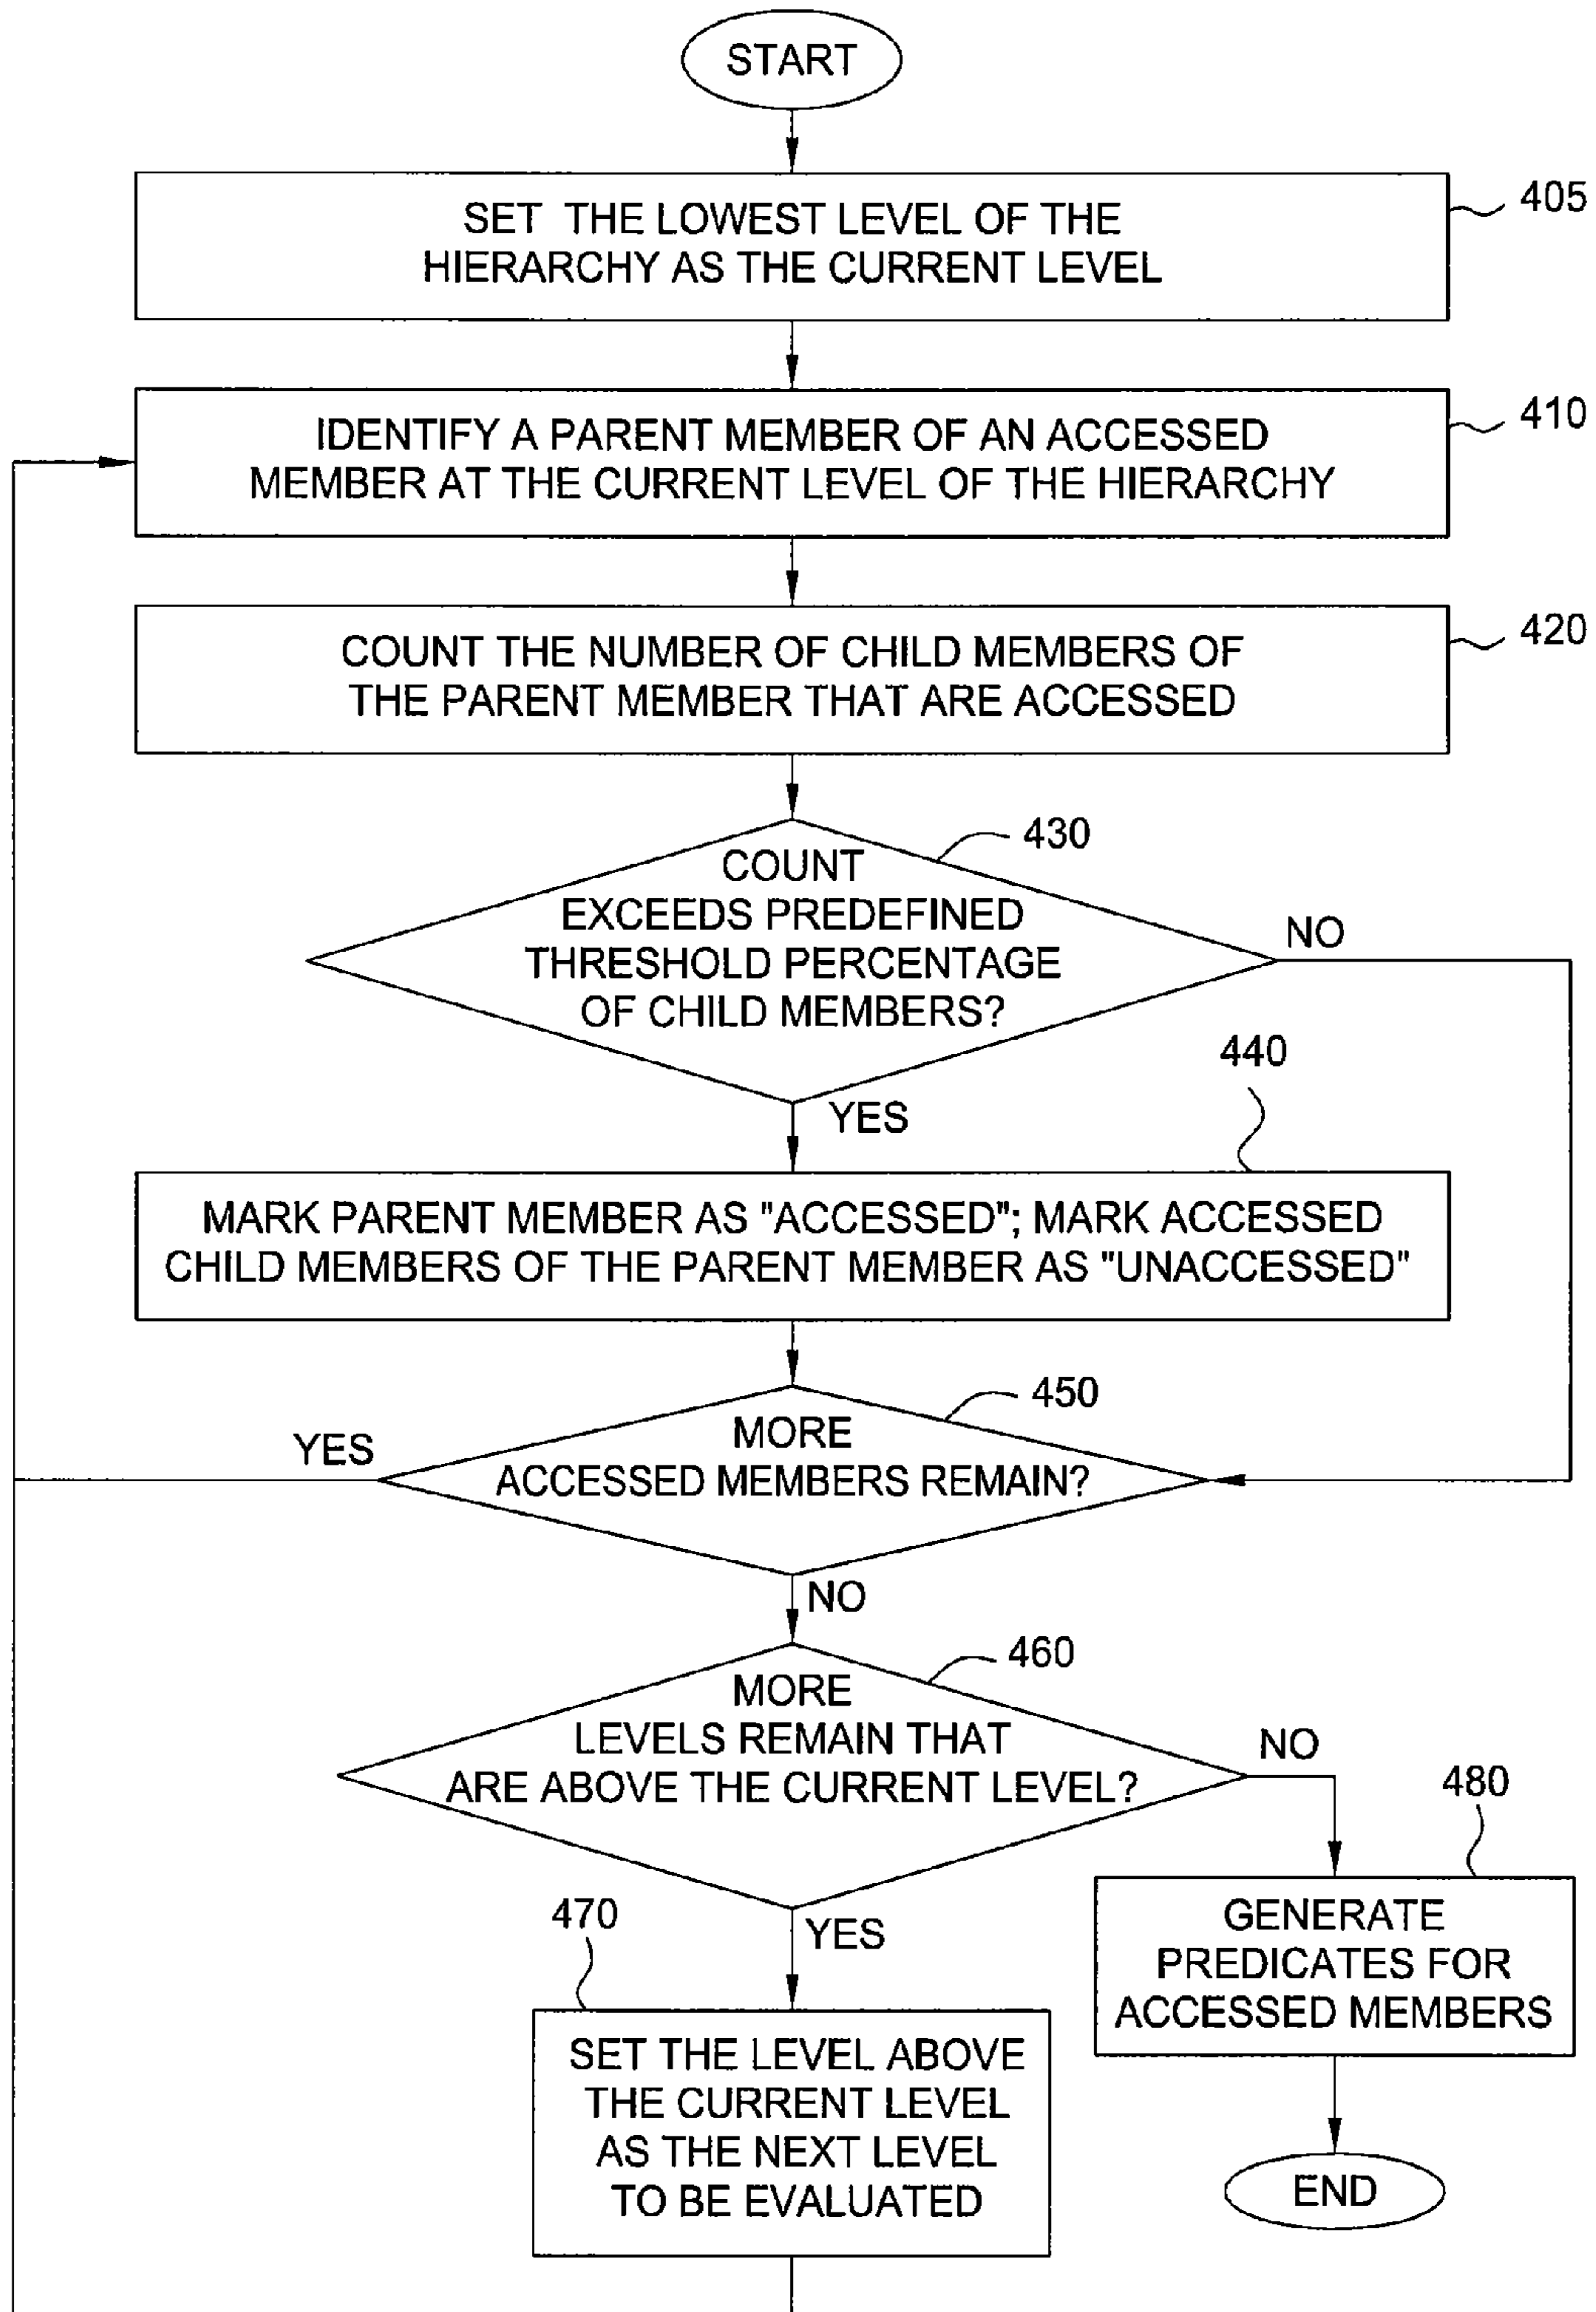 START
SET THE LOWEST LEVEL OF THE
HIERARCHY AS THE CURRENT LEVEL
405
IDENTIFY A PARENT MEMBER OF AN ACCESSED
MEMBER AT THE CURRENT LEVEL OF THE HIERARCHY
410
COUNT THE NUMBER OF CHILD MEMBERS OF
THE PARENT MEMBER THAT ARE ACCESSED
420
430
COUNT
EXCEEDS PREDEFINED
THRESHOLD PERCENTAGE
OF CHILD MEMBERS?
NO
YES
440
MARK PARENT MEMBER AS "ACCESSED"; MARK ACCESSED
CHILD MEMBERS OF THE PARENT MEMBER AS "UNACCESSED"
450
MORE
ACCESSED MEMBERS REMAIN?
YES
NO
460
MORE
LEVELS REMAIN THAT
ARE ABOVE THE CURRENT LEVEL?
NO
YES
470
SET THE LEVEL ABOVE
THE CURRENT LEVEL
AS THE NEXT LEVEL
TO BE EVALUATED
480
GENERATE
PREDICATES FOR
ACCESSED MEMBERS
END